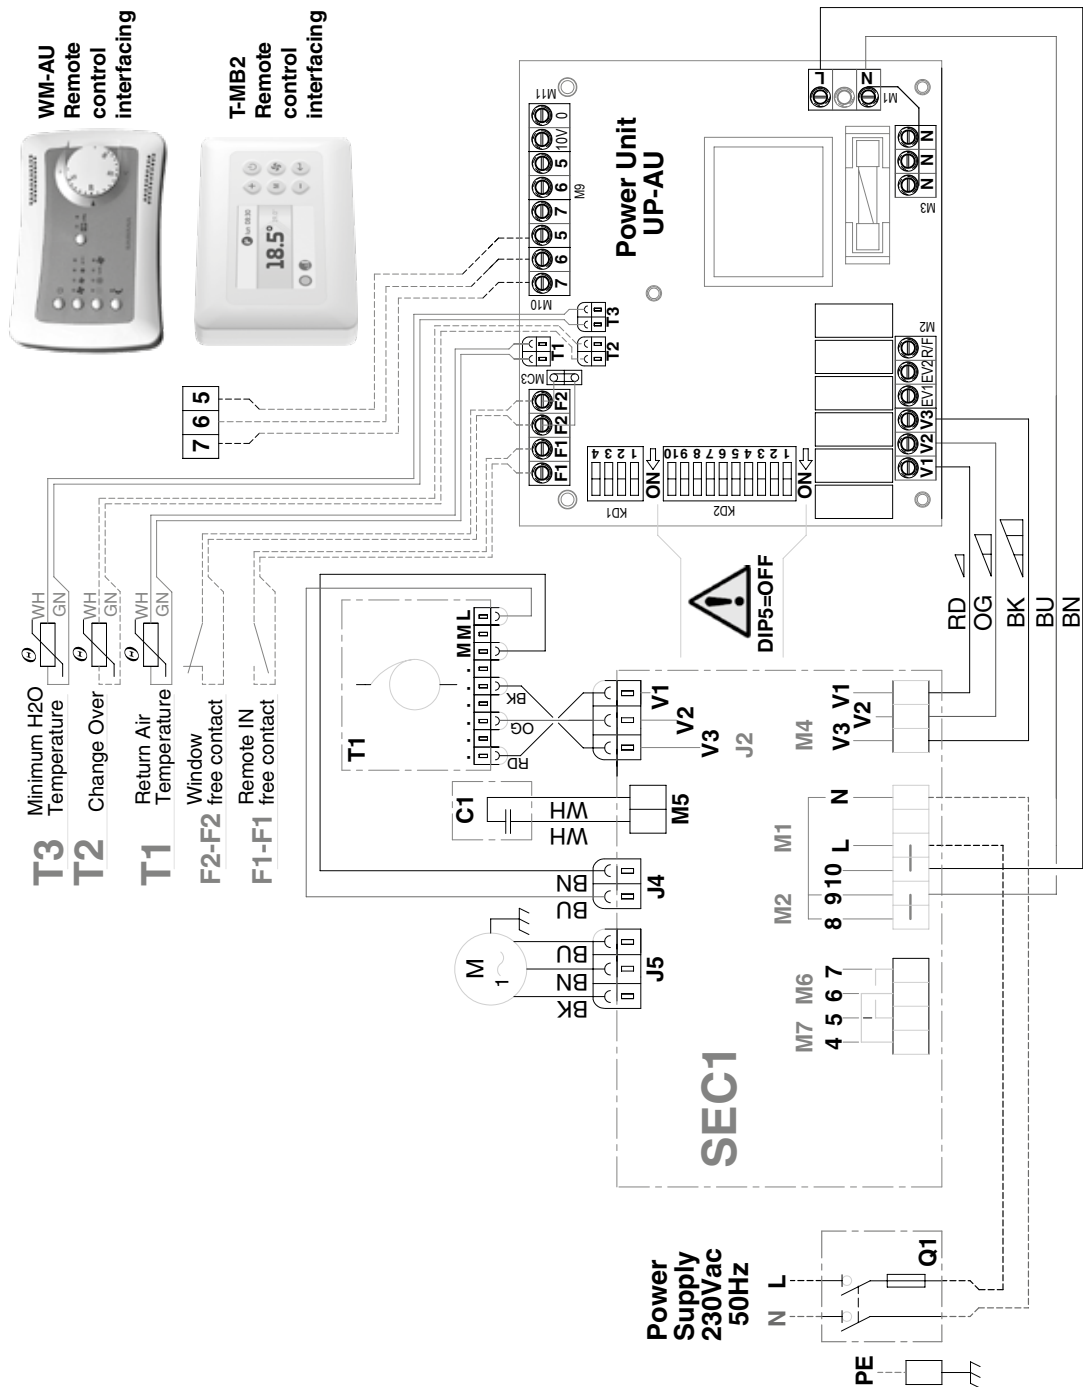 WM-AU
Remote
control
interfacing
T-MB2
Remote
control
interfacing
18.5°
7 6 5
T3
Minimum H2O
Temperature
WH
GN
T2
Change Over
WH
GN
T1
Return Air
Temperature
WH
GN
F2-F2
Window
free contact
F1-F1
Remote IN
free contact
Θ
Θ
Θ
Power Unit
UP-AU
M11
0
10V
5
6
7
M9
5
6
7
M10
T3
T2
T1
MC3
F2
F2
F1
F1
KD1
1 2 3 4
ON
KD2
1 2 3 4 5 6 7 8 9 10
ON
L
N
M1
N
N
N
M3
M2
R/F
EV2
EV1
V3
V2
V1
DIP5=OFF
RD
OG
BK
BU
BN
T1
M M L
BK
OG
RD
V1
V2
V3
J2
C1
WH
WH
M5
BN
BU
J4
M
1~
BU
BN
BK
J5
M4
V3 V2 V1
M1
L N
M2
8 9 10
M7 M6
4 5 6 7
SEC1
Power
Supply
230Vac
50Hz
N L
Q1
PE